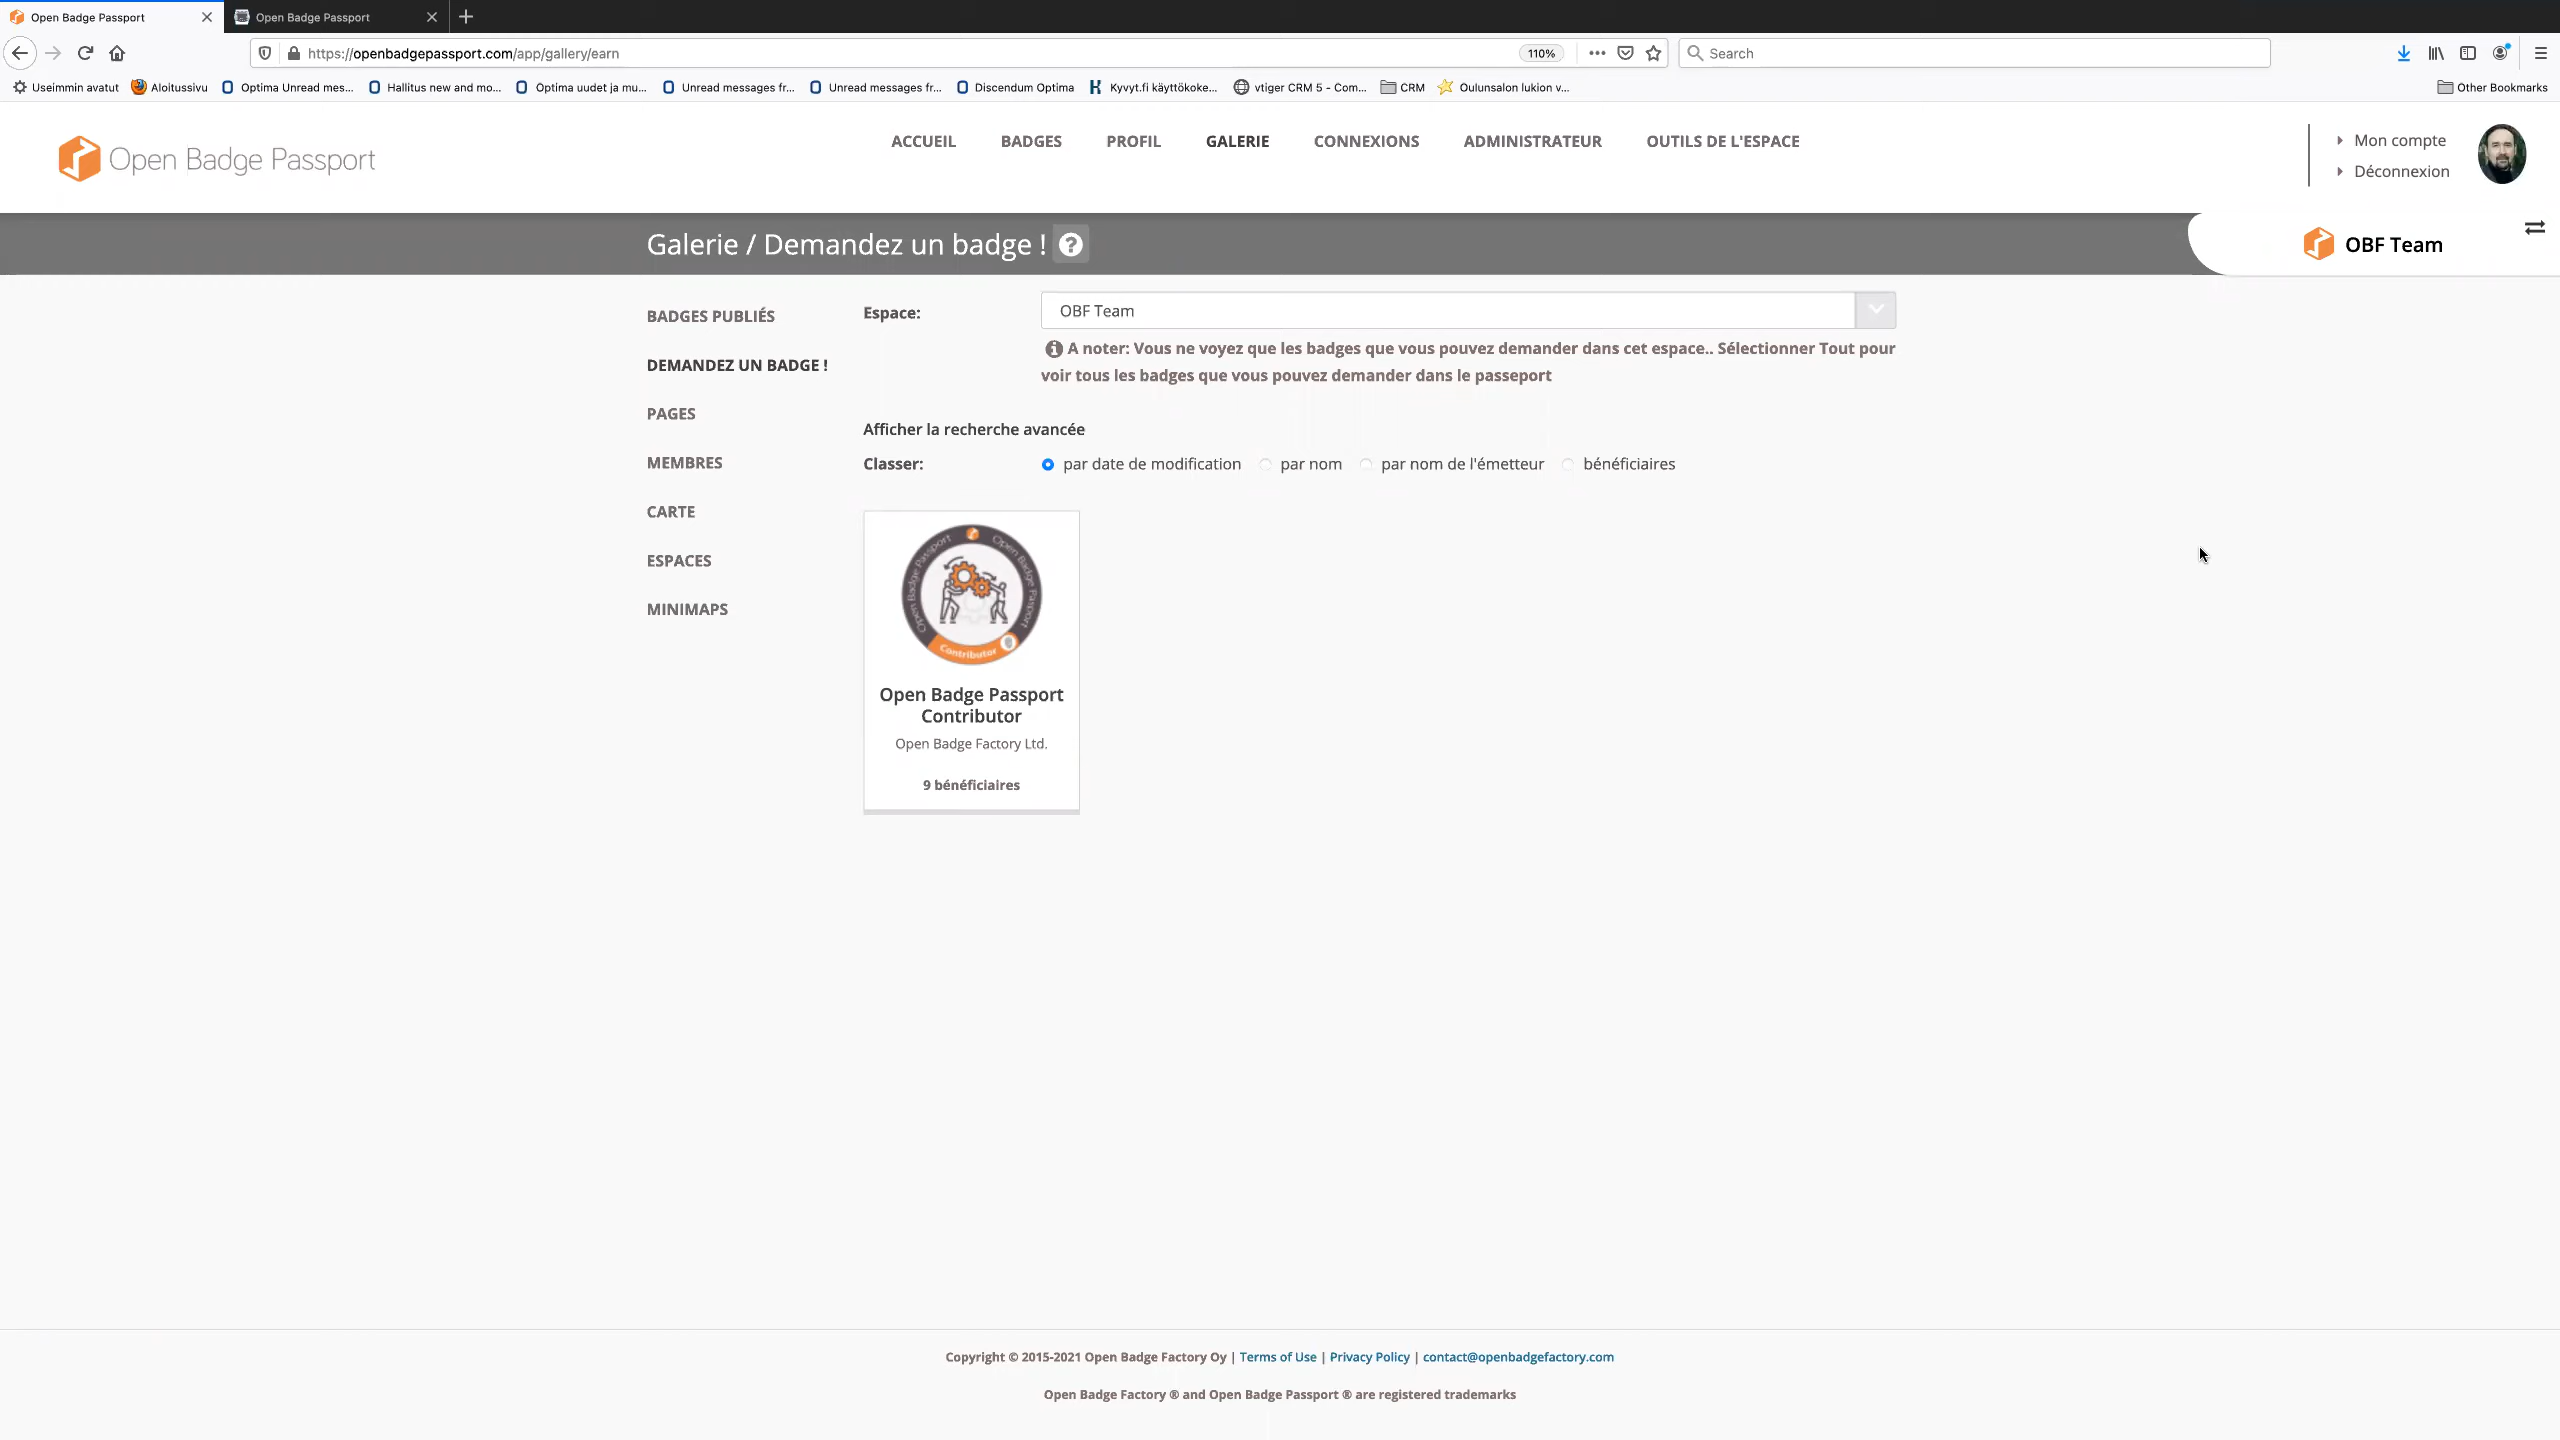 Open Badge Passport
Open Badge Passport
https://openbadgepassport.com/app/gallery/earn
110%
Search
Useimmin avatut
Aloitussivu
Optima Unread mes...
Hallitus new and mo...
Optima uudet ja mu...
Unread messages fr...
Unread messages fr...
Discendum Optima
Kyvyt.fi käyttökoke...
vtiger CRM 5 - Com...
CRM
Oulunsalon lukion v...
Other Bookmarks
Open Badge Passport
ACCUEIL
BADGES
PROFIL
GALERIE
CONNEXIONS
ADMINISTRATEUR
OUTILS DE L'ESPACE
Mon compte
Déconnexion
Galerie / Demandez un badge !
OBF Team
BADGES PUBLIÉS
DEMANDEZ UN BADGE !
PAGES
MEMBRES
CARTE
ESPACES
MINIMAPS
Espace:
OBF Team
A noter: Vous ne voyez que les badges que vous pouvez demander dans cet espace.. Sélectionner Tout pour
voir tous les badges que vous pouvez demander dans le passeport
Afficher la recherche avancée
Classer:
par date de modification
par nom
par nom de l'émetteur
bénéficiaires
Open Badge Passport
Open Badge Passport
Contributor
Open Badge Passport
Contributor
Open Badge Factory Ltd.
9 bénéficiaires
Copyright © 2015-2021 Open Badge Factory Oy | Terms of Use | Privacy Policy | contact@openbadgefactory.com
Open Badge Factory ® and Open Badge Passport ® are registered trademarks